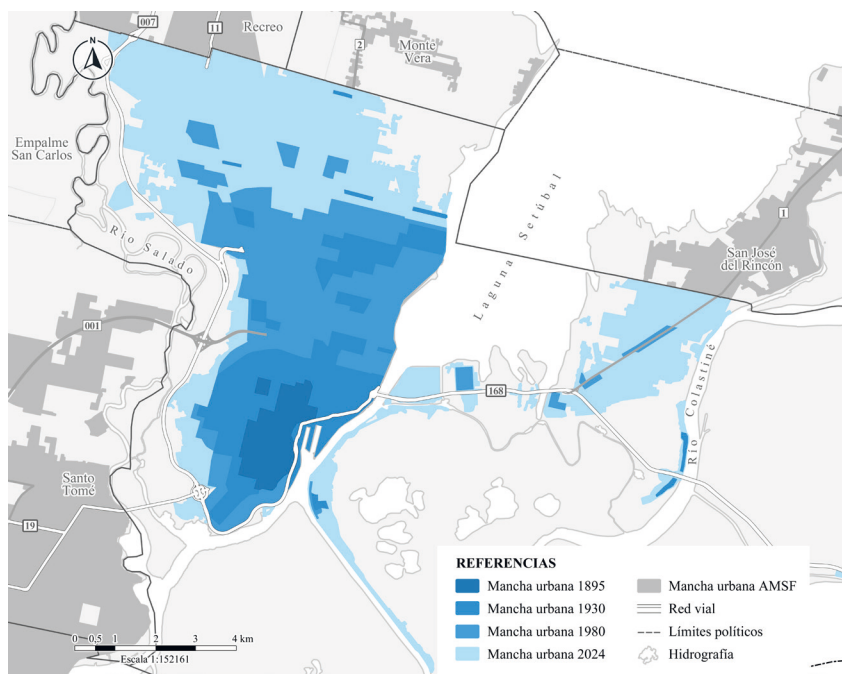 007
11
Recreo
2
Monte
Vera
N
Empalme
San Carlos
Río Salado
Laguna Setúbal
1
San José
del Rincón
001
168
Río Colastiné
Santo
Tomé
19
0 0,5 1 2 3 4 km
Escala 1:152161
REFERENCIAS
Mancha urbana 1895
Mancha urbana 1930
Mancha urbana 1980
Mancha urbana 2024
Mancha urbana AMSF
Red vial
Límites políticos
Hidrografía